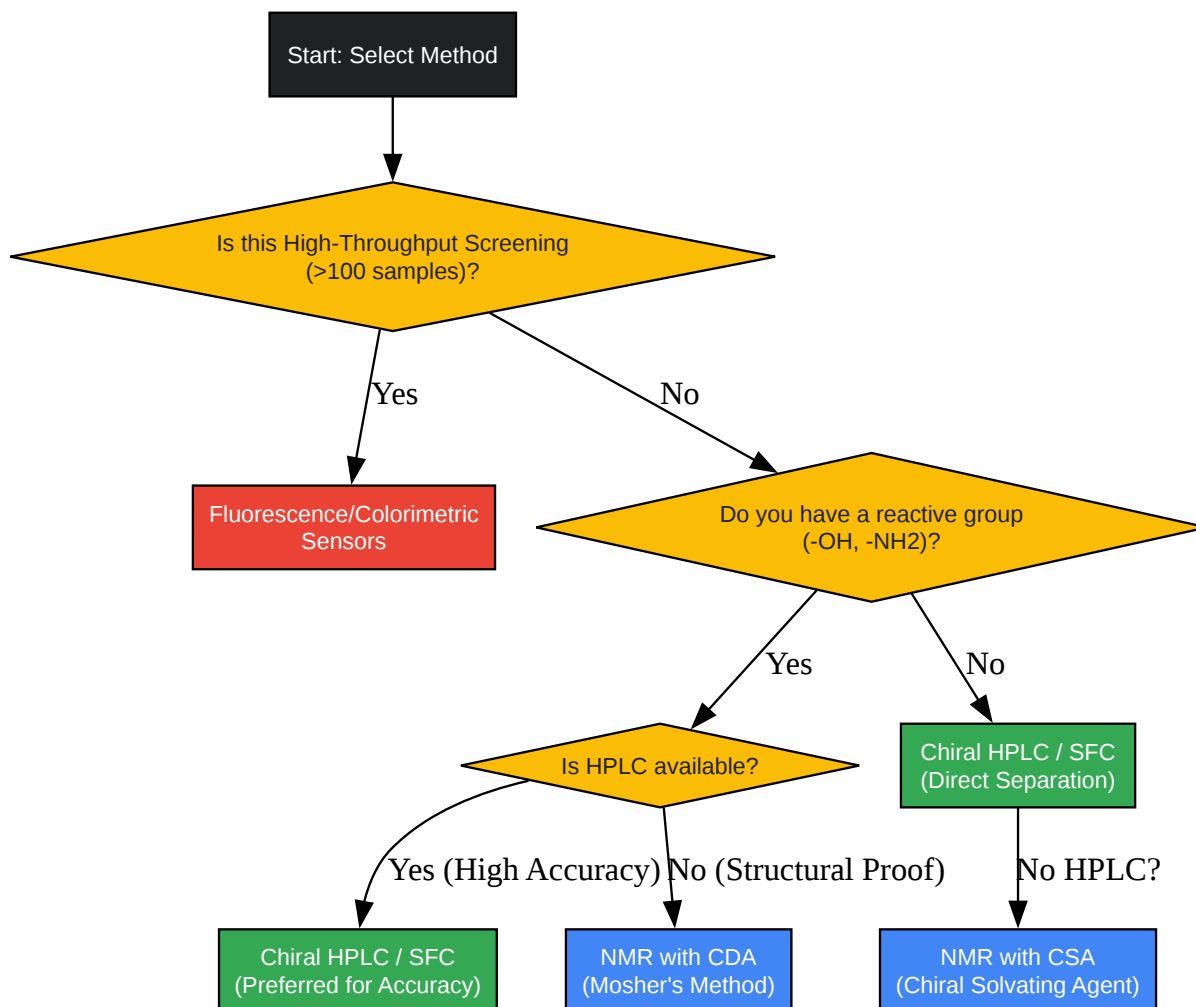 Start: Select Method
Is this High-Throughput Screening
(>100 samples)?
Yes
No
Fluorescence/Colorimetric
Sensors
Do you have a reactive group
(-OH, -NH2)?
Yes
No
Is HPLC available?
Chiral HPLC / SFC
(Direct Separation)
Yes (High Accuracy)
No (Structural Proof)
No HPLC?
Chiral HPLC / SFC
(Preferred for Accuracy)
NMR with CDA
(Mosher's Method)
NMR with CSA
(Chiral Solvating Agent)